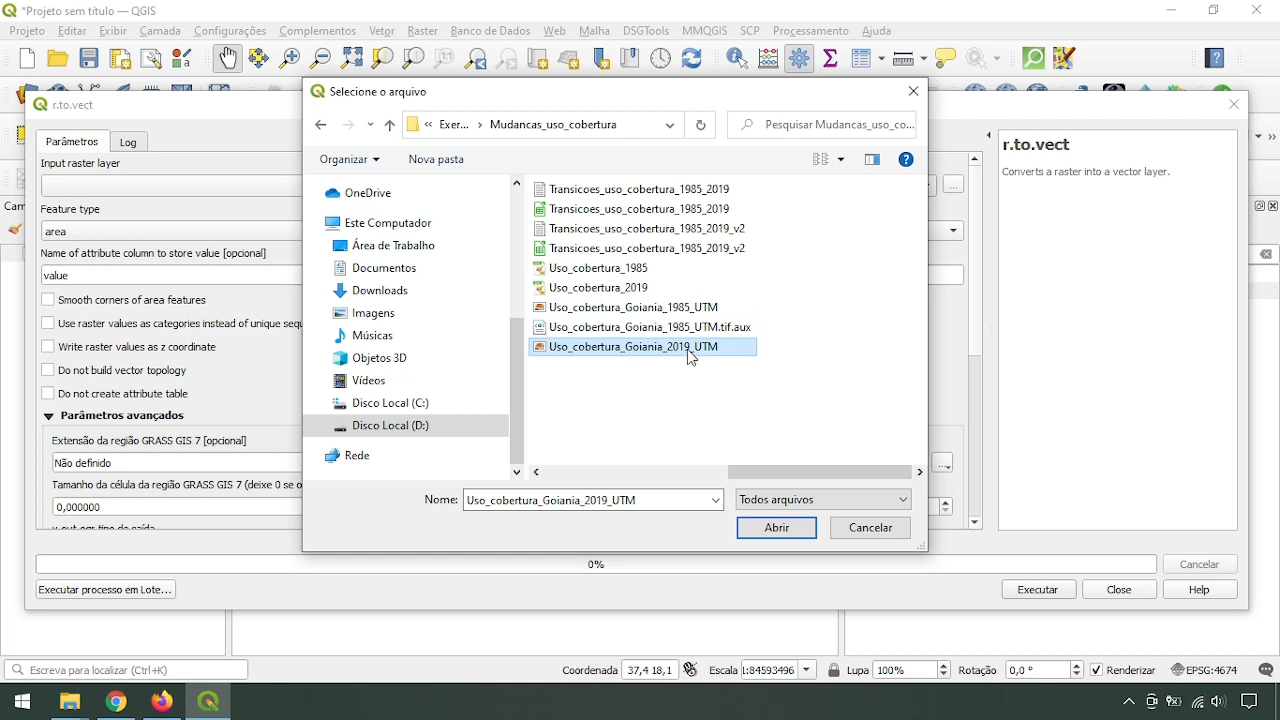 *Projeto sem título — QGIS
Projeto Editar Exibir Camada Configurações Complementos Vetor Raster Banco de Dados Web Malha DSGTools MMQGIS SCP Processamento Ajuda
r.to.vect
Selecione o arquivo
Parâmetros Log
Exer... Mudancas_uso_cobertura
Pesquisar Mudancas_uso_co...
r.to.vect
Organizar Nova pasta
Input raster layer
Converts a raster into a vector layer.
OneDrive
Transicoes_uso_cobertura_1985_2019
Transicoes_uso_cobertura_1985_2019
Este Computador
Transicoes_uso_cobertura_1985_2019_v2
Área de Trabalho
Transicoes_uso_cobertura_1985_2019_v2
Documentos
Uso_cobertura_1985
Downloads
Uso_cobertura_2019
Imagens
Uso_cobertura_Goiania_1985_UTM
Músicas
Uso_cobertura_Goiania_1985_UTM.tif.aux
Objetos 3D
Uso_cobertura_Goiania_2019_UTM
Vídeos
Disco Local (C:)
Disco Local (D:)
Rede
Feature type
area
Name of attribute column to store value [opcional]
value
Smooth corners of area features
Use raster values as categories instead of unique sequ
Write raster values as z coordinate
Do not build vector topology
Do not create attribute table
Parâmetros avançados
Extensão da região GRASS GIS 7 [opcional]
Não definido
Tamanho da célula da região GRASS GIS 7 (deixe 0 se o
0,000000
Nome: Uso_cobertura_Goiania_2019_UTM Todos arquivos
Abrir Cancelar
0% Cancelar
Executar processo em Lote... Executar Close Help
Escreva para localizar (Ctrl+K) Coordenada 37,4 18,1 Escala L:84593496 Lupa 100% Rotação 0,0 ° Renderizar EPSG:4674